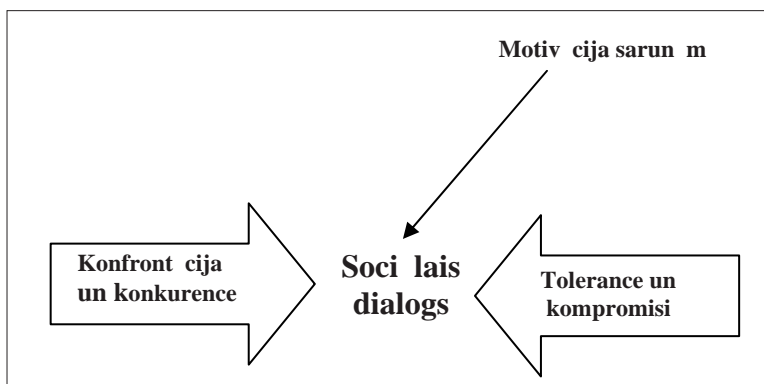 Motiv cija sarun m
Konfront cija
un konkurence
Soci lais
dialogs
Tolerance un
kompromisi